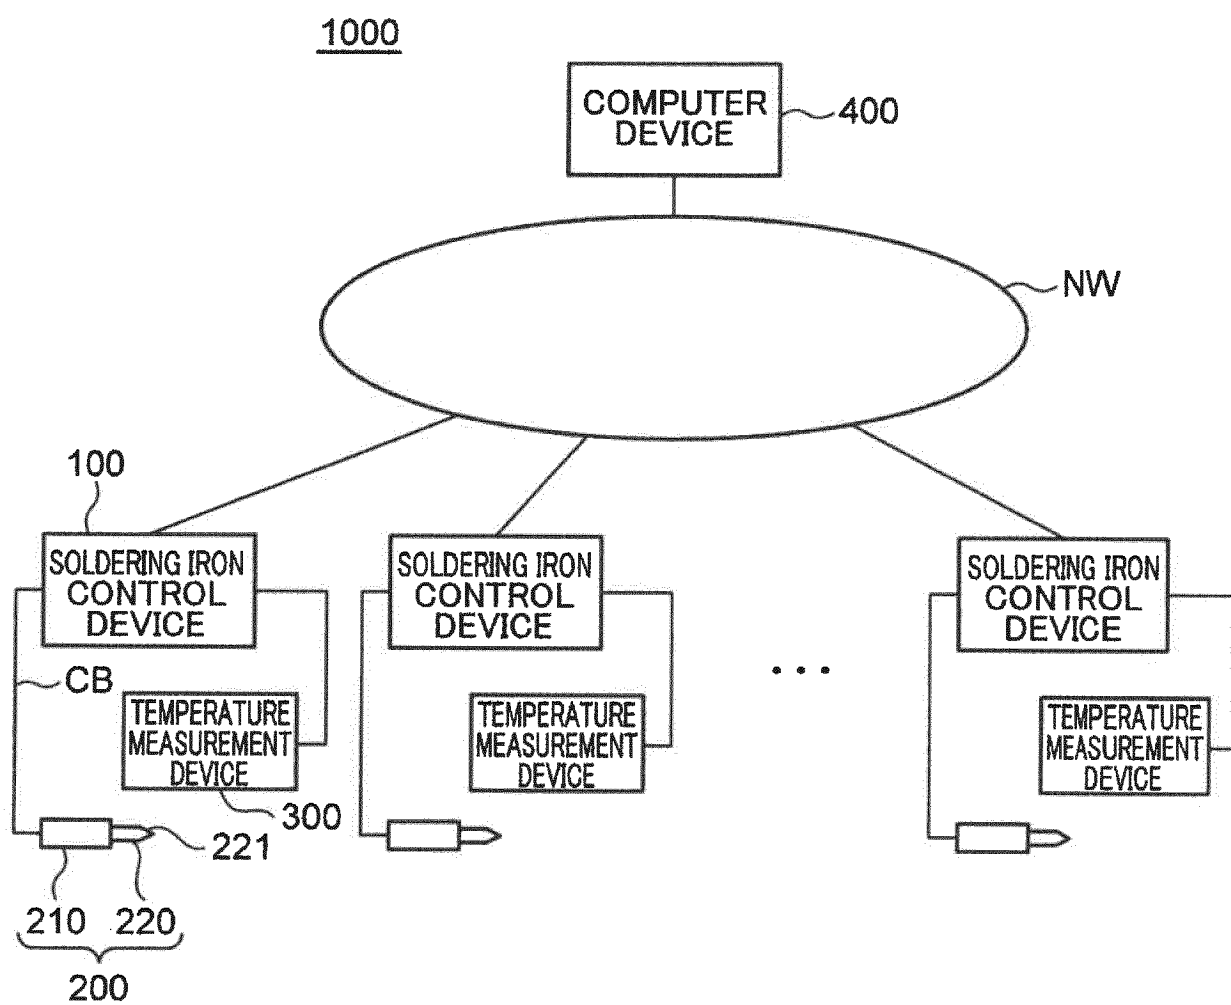 1000
COMPUTER
DEVICE
400
NW
100
SOLDERING IRON
CONTROL
DEVICE
SOLDERING IRON
CONTROL
DEVICE
SOLDERING IRON
CONTROL
DEVICE
CB
...
TEMPERATURE
MEASUREMENT
DEVICE
TEMPERATURE
MEASUREMENT
DEVICE
TEMPERATURE
MEASUREMENT
DEVICE
300
221
210
220
200